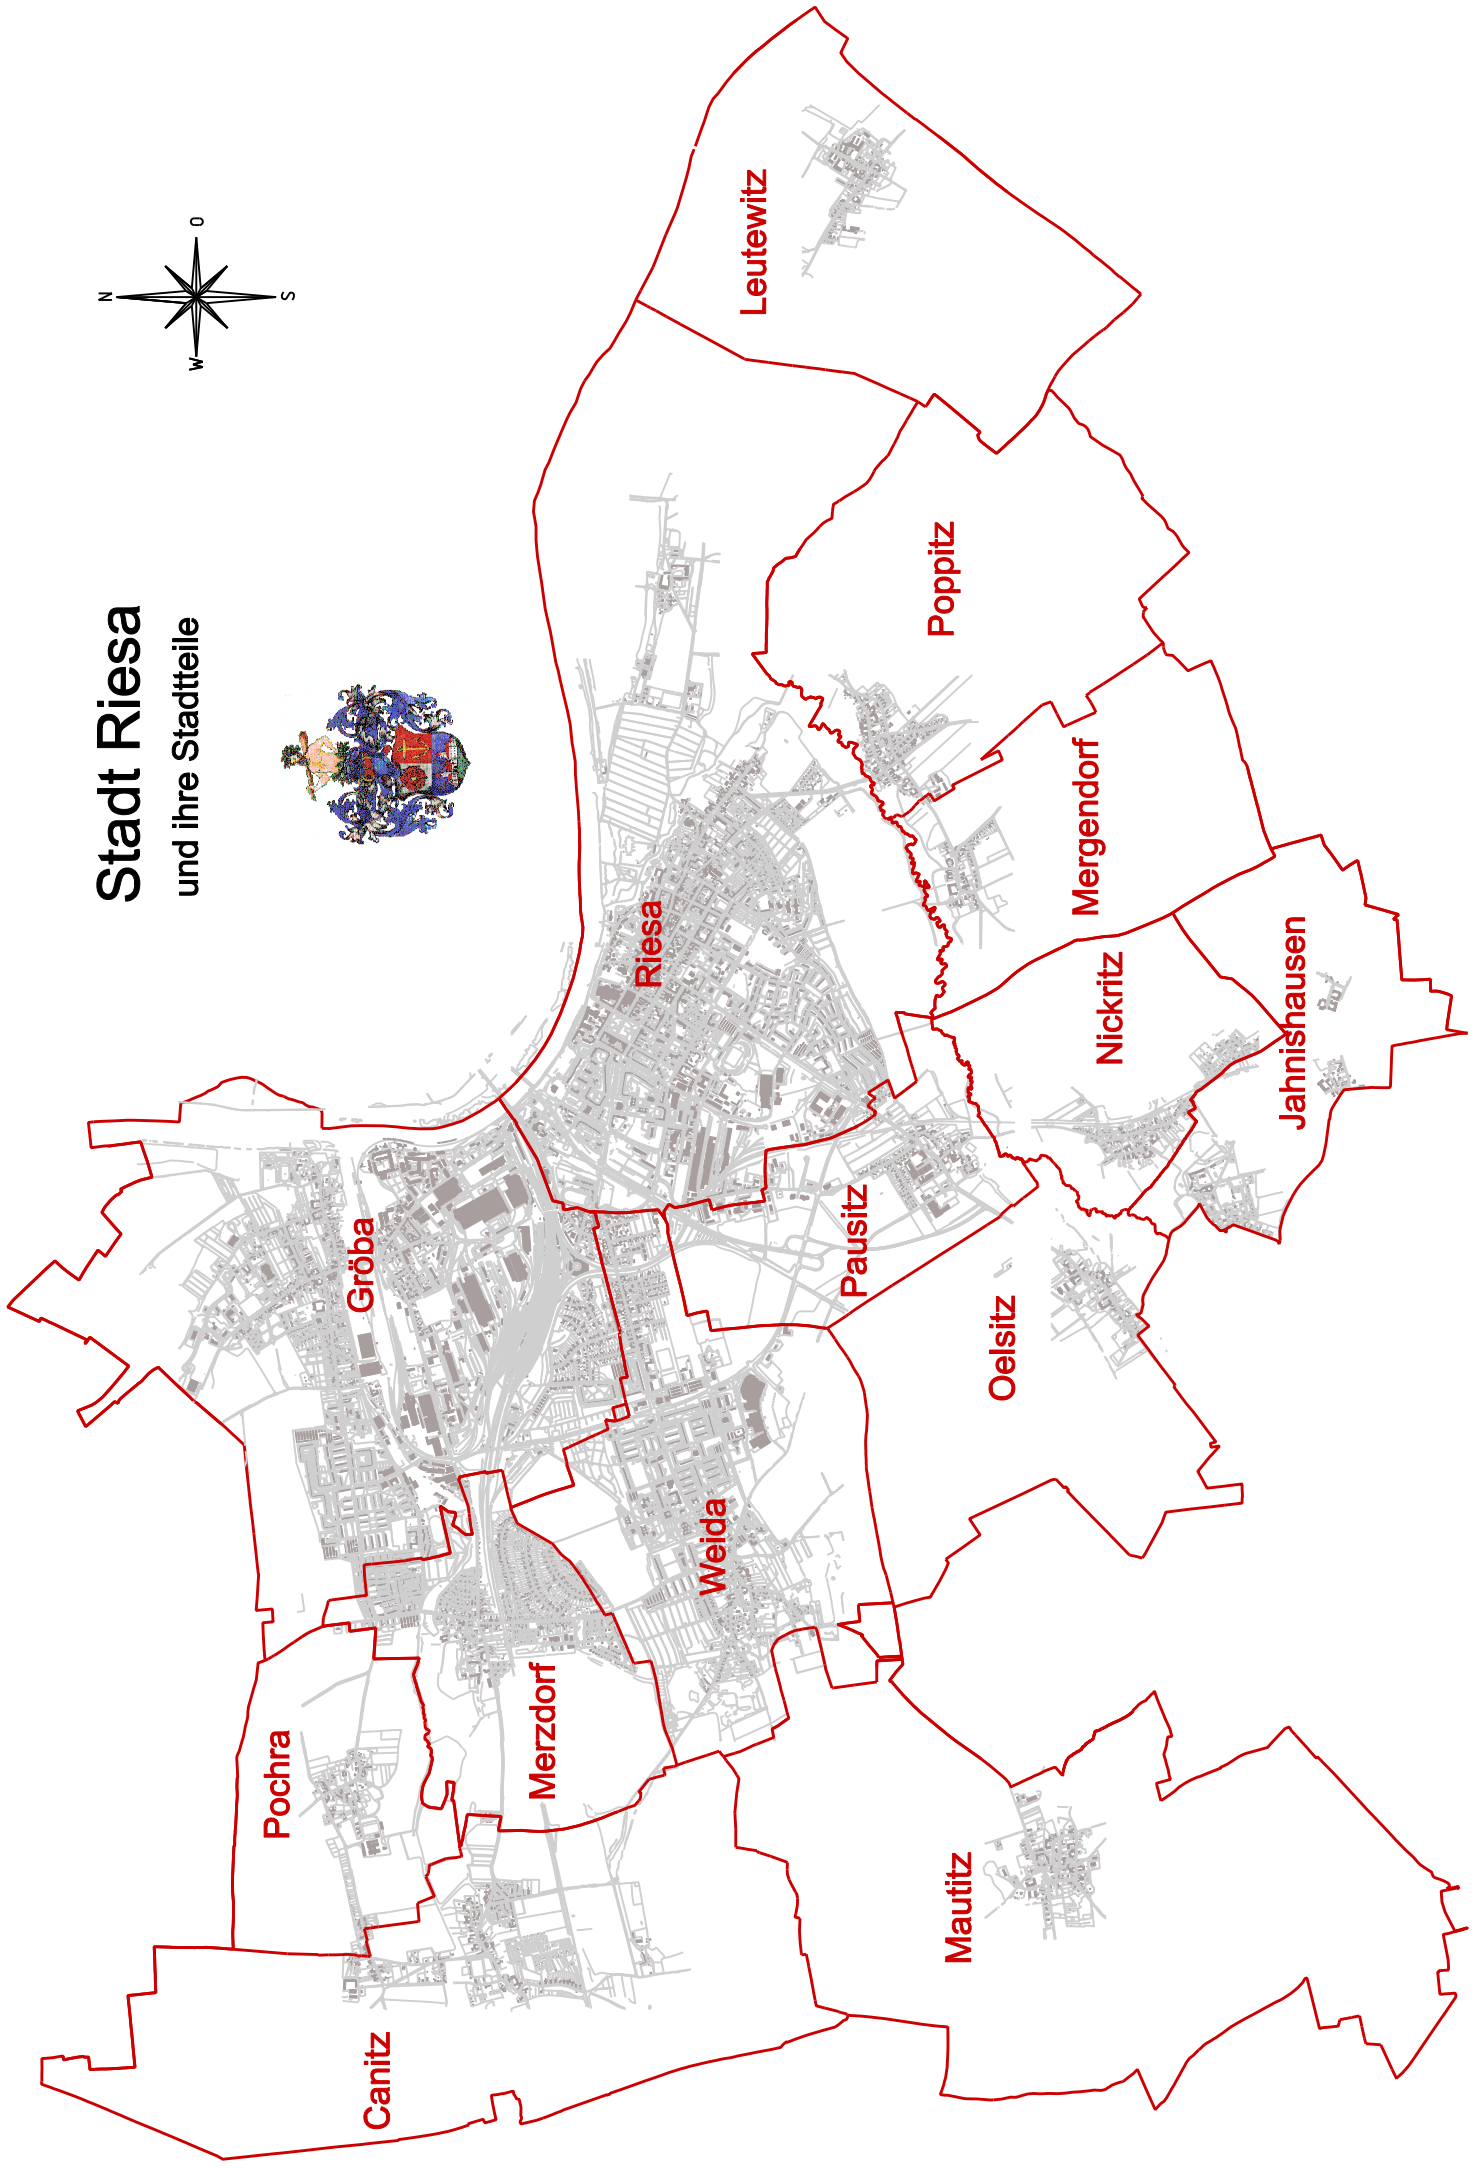 Stadt Riesa
und ihre Stadtteile
N
W
O
S
Canitz
Pochra
Gröba
Merzdorf
Riesa
Weida
Leutewitz
Pausitz
Poppitz
Mautitz
Oelsitz
Mergendorf
Nickritz
Jahnishausen